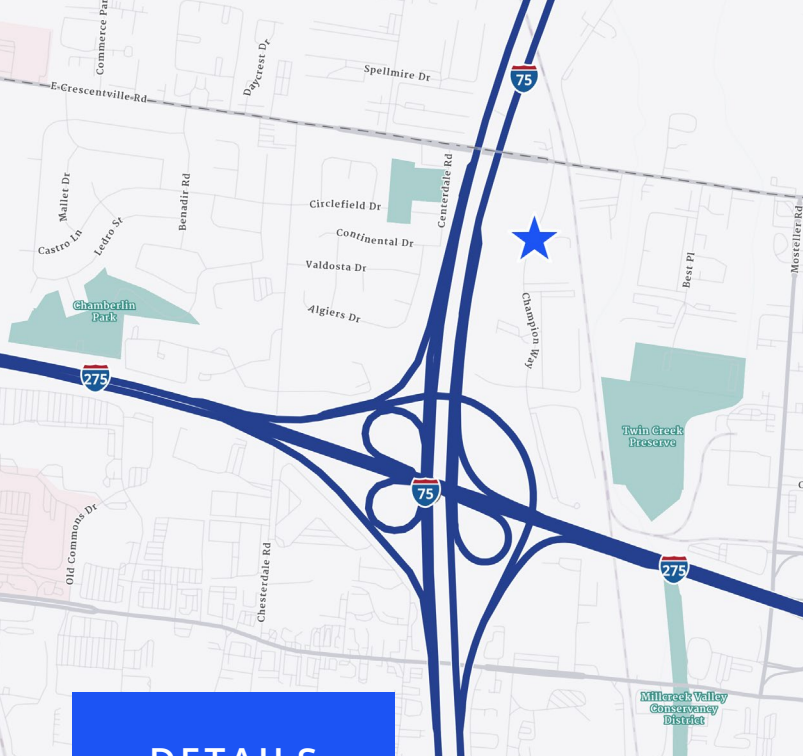 Commerce Par
Daycrest Dr
Spellmire Dr
75
E Crescentville Rd
Mallet Dr
Benadir Rd
Centerdale Rd
Circlefield Dr
Mosteller Rd
Castro Ln
Ledro St
Continental Dr
Valdosta Dr
Best Pl
Chamberlin
Park
Algiers Dr
Champion Way
275
Twin Creek
Preserve
75
Old Commons Dr
Chesterdale Rd
275
Millcreek Valley
Conservancy
District
DETAILS